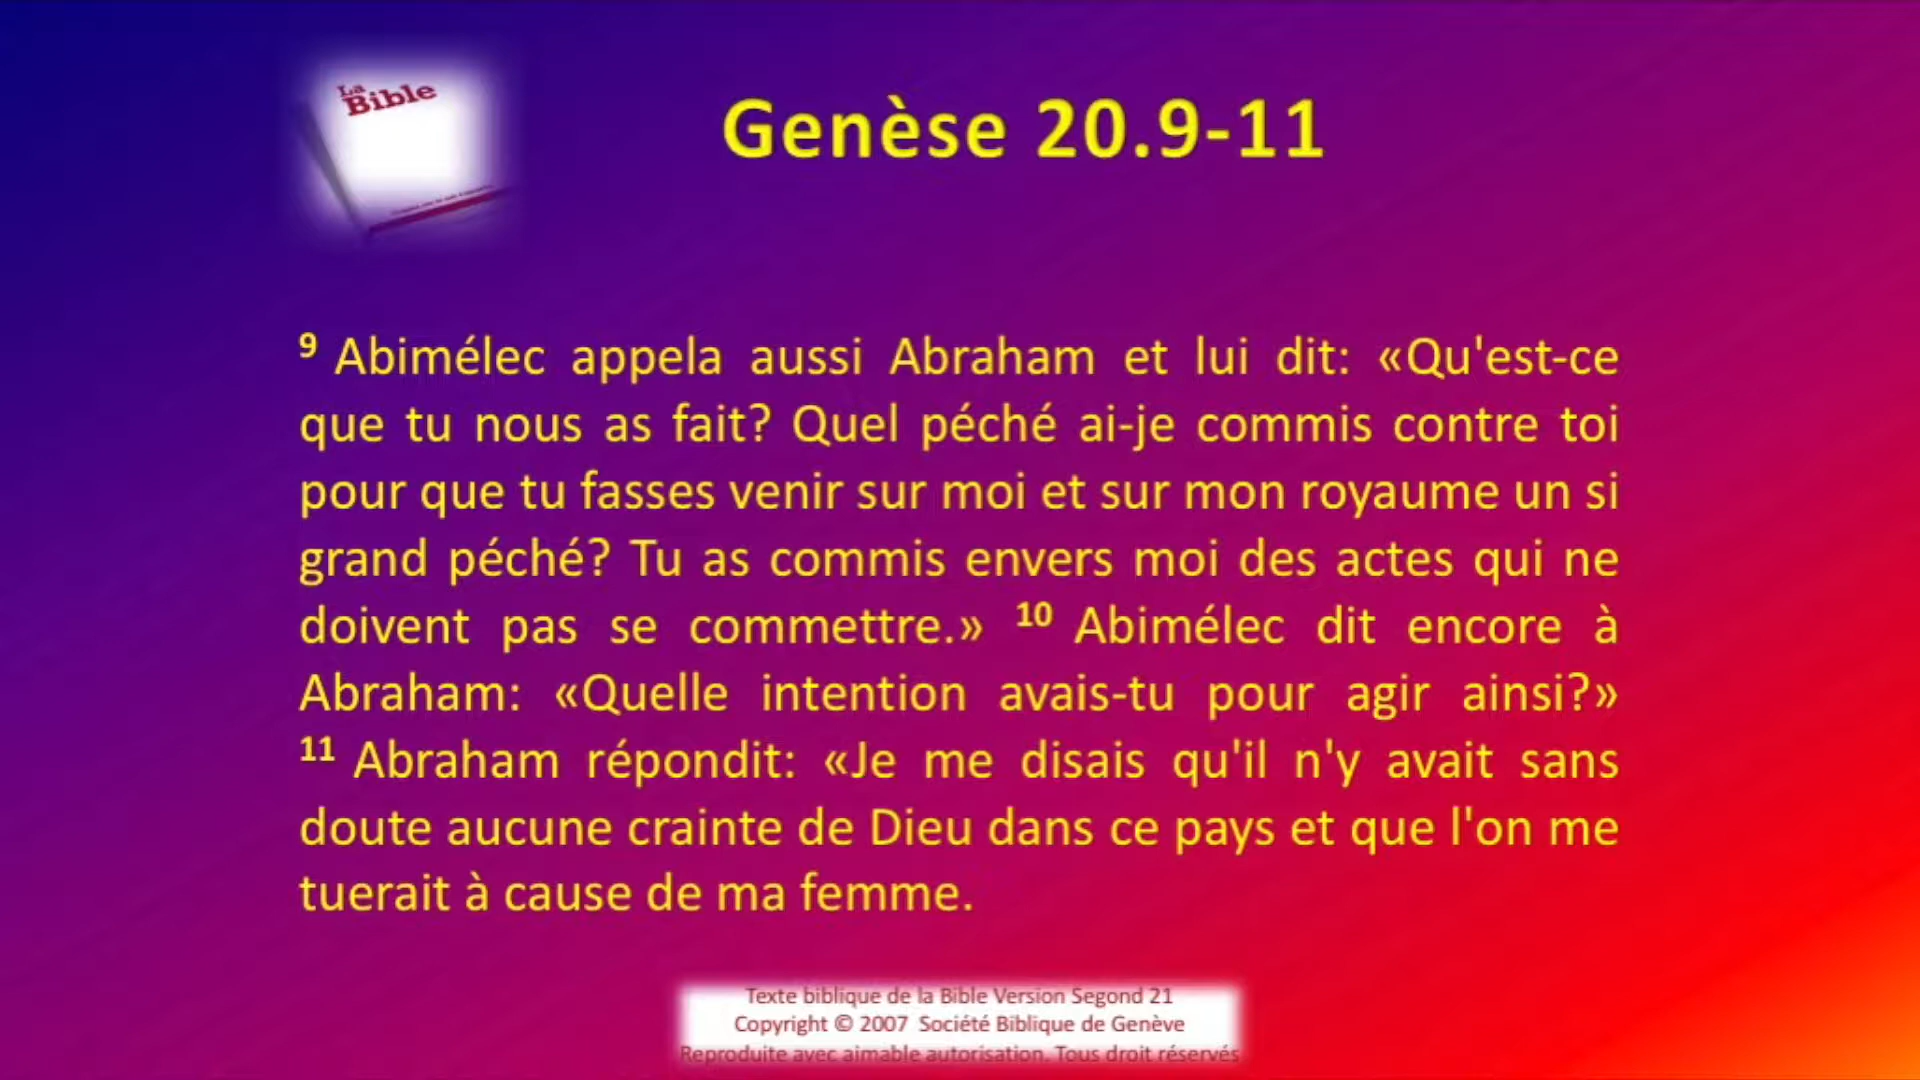 La
Bible
Genèse 20.9-11
9 Abimélec appela aussi Abraham et lui dit: «Qu'est-ce
que tu nous as fait? Quel péché ai-je commis contre toi
pour que tu fasses venir sur moi et sur mon royaume un si
grand péché? Tu as commis envers moi des actes qui ne
doivent pas se commettre.» 10 Abimélec dit encore à
Abraham: «Quelle intention avais-tu pour agir ainsi?»
11 Abraham répondit: «Je me disais qu'il n'y avait sans
doute aucune crainte de Dieu dans ce pays et que l'on me
tuerait à cause de ma femme.
Texte biblique de la Bible Version Segond 21
Copyright © 2007 Société Biblique de Genève
Reproduite avec aimable autorisation. Tous droit réservés